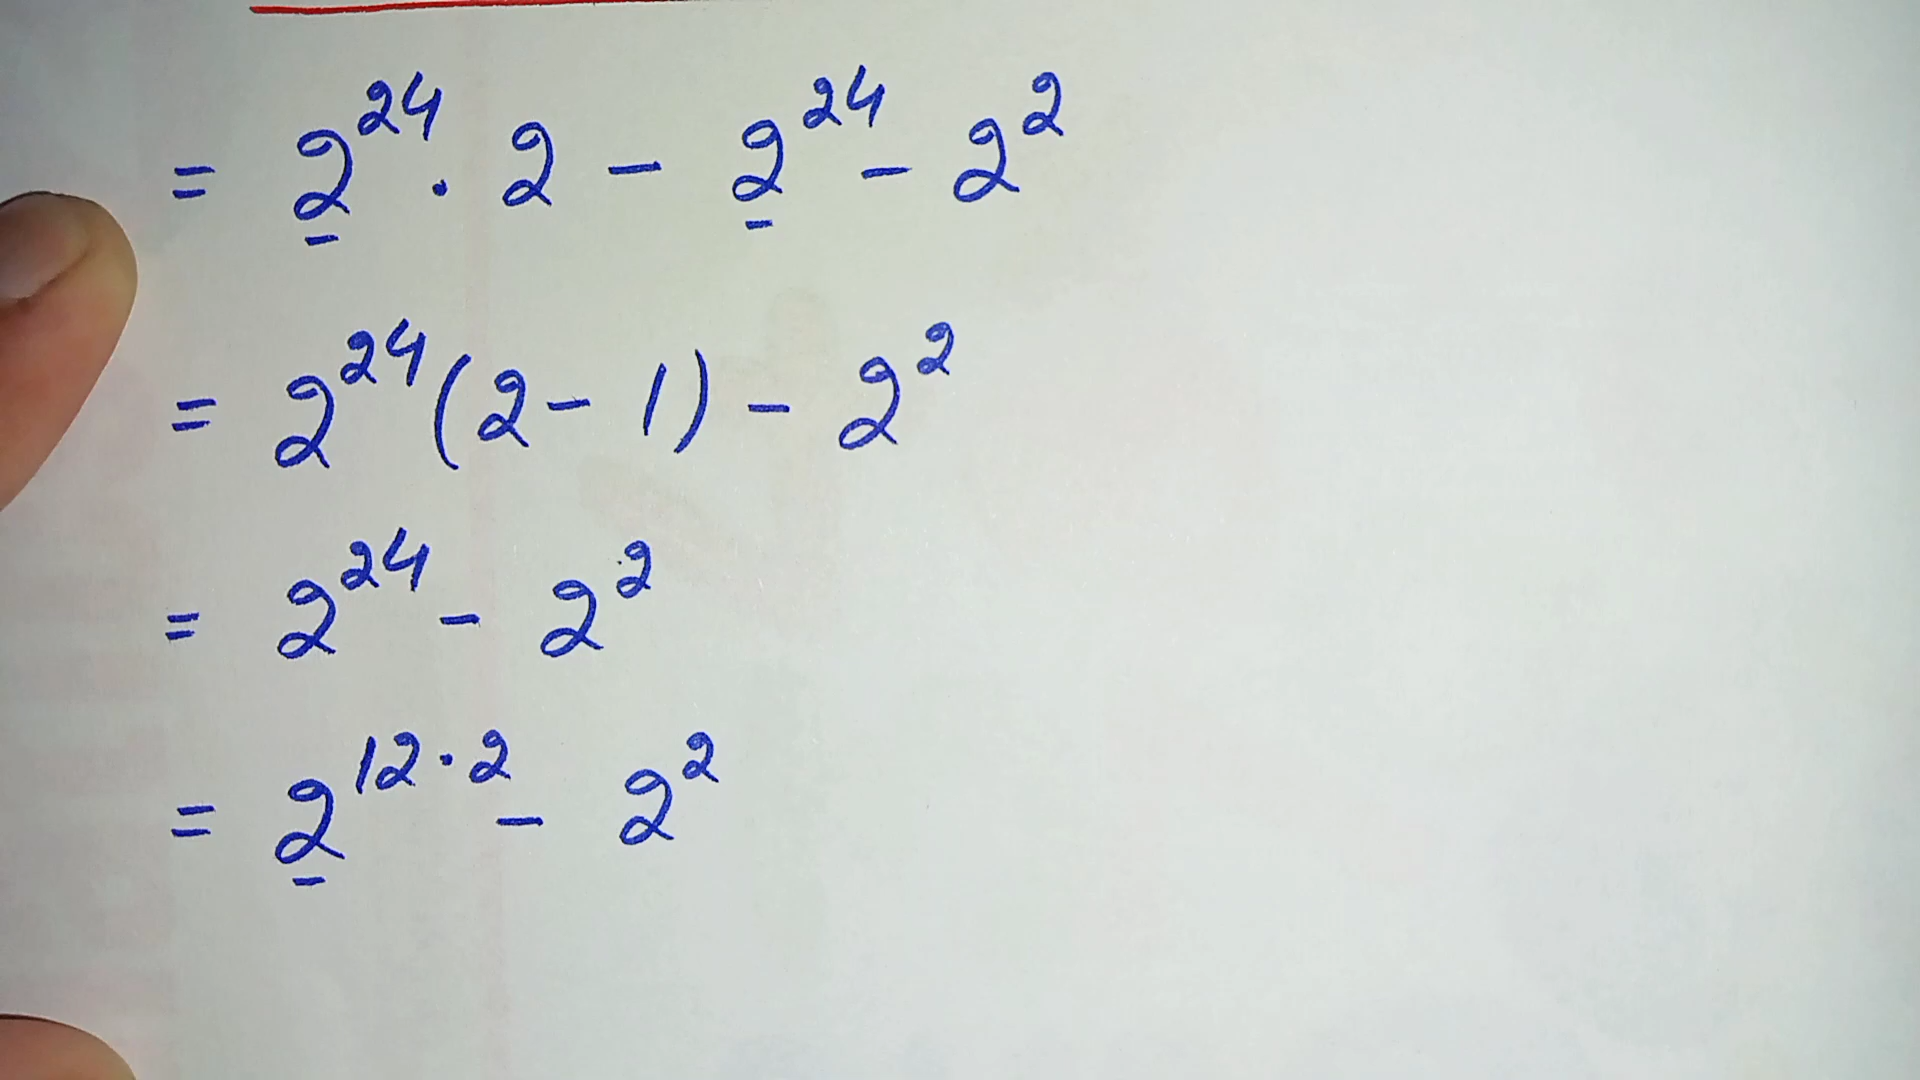 = 2^24 · 2 - 2^24 - 2^2
= 2^24 (2 - 1) - 2^2
= 2^24 - 2^2
= 2^12·2 - 2^2